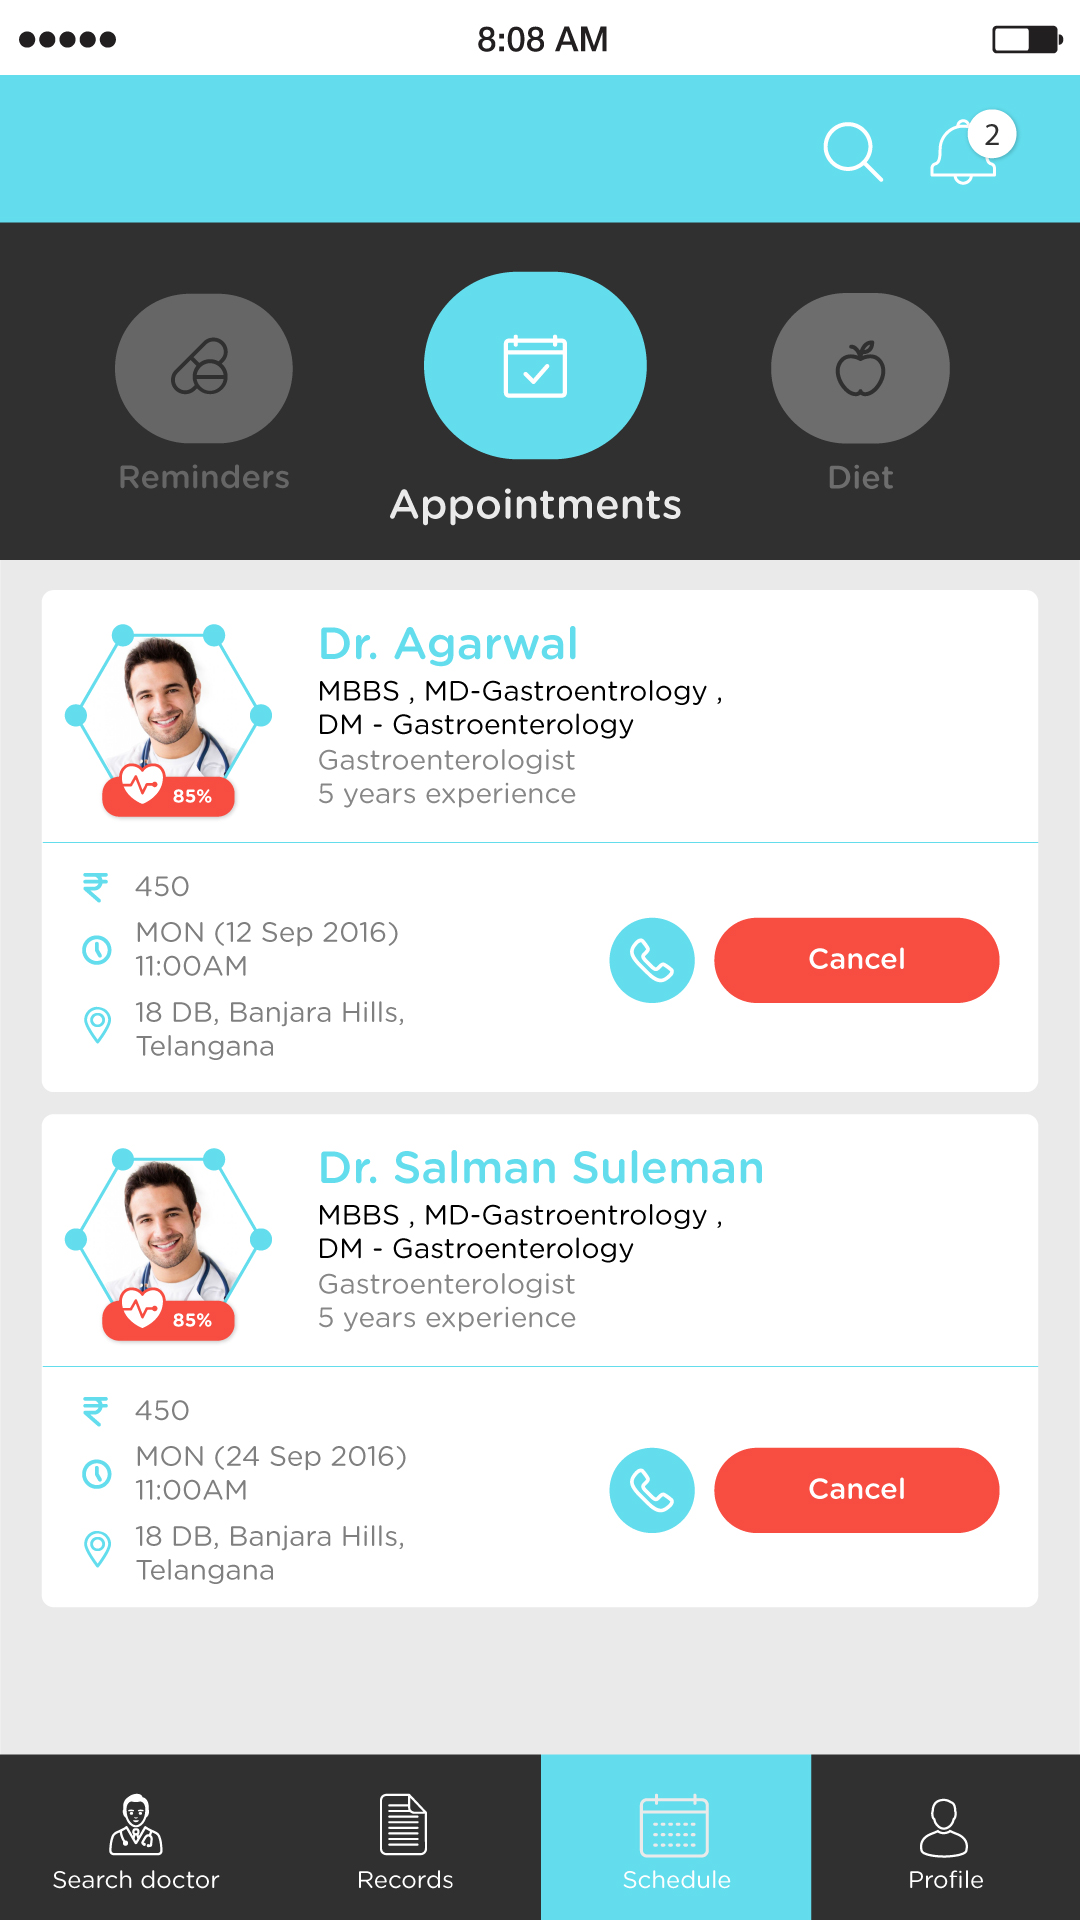 8:08 AM
2
Reminders
Appointments
Diet
Dr. Agarwal
MBBS , MD-Gastroentrology ,
DM - Gastroenterology
Gastroenterologist
5 years experience
85%
₹ 450
MON (12 Sep 2016)
11:00AM
18 DB, Banjara Hills,
Telangana
Cancel
Dr. Salman Suleman
MBBS , MD-Gastroentrology ,
DM - Gastroenterology
Gastroenterologist
5 years experience
85%
₹ 450
MON (24 Sep 2016)
11:00AM
18 DB, Banjara Hills,
Telangana
Cancel
Search doctor
Records
Schedule
Profile